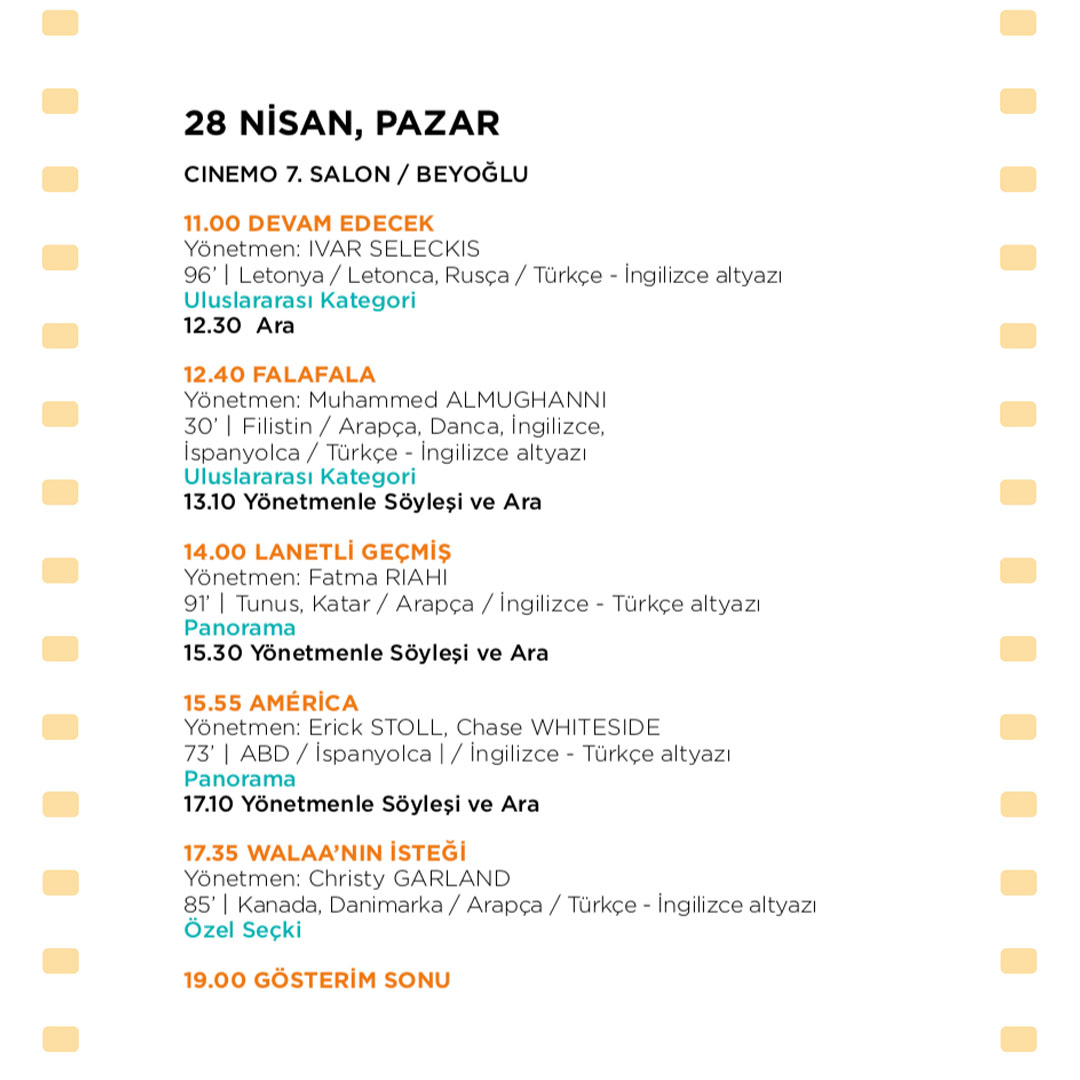 28 NİSAN, PAZAR
CINEMO 7. SALON / BEYOĞLU
11.00 DEVAM EDECEK
Yönetmen: IVAR SELECKIS
96’ | Letonya / Letonca, Rusça / Türkçe - İngilizce altyazı
Uluslararası Kategori
12.30  Ara
12.40 FALAFALA
Yönetmen: Muhammed ALMUGHANNI
30’ | Filistin / Arapça, Danca, İngilizce,
İspanyolca / Türkçe - İngilizce altyazı
Uluslararası Kategori
13.10 Yönetmenle Söyleşi ve Ara
14.00 LANETLİ GEÇMİŞ
Yönetmen: Fatma RIAHI
91’ | Tunus, Katar / Arapça / İngilizce - Türkçe altyazı
Panorama
15.30 Yönetmenle Söyleşi ve Ara
15.55 AMÉRİCA
Yönetmen: Erick STOLL, Chase WHITESIDE
73’ | ABD / İspanyolca | / İngilizce - Türkçe altyazı
Panorama
17.10 Yönetmenle Söyleşi ve Ara
17.35 WALAA’NIN İSTEĞİ
Yönetmen: Christy GARLAND
85’ | Kanada, Danimarka / Arapça / Türkçe - İngilizce altyazı
Özel Seçki
19.00 GÖSTERİM SONU